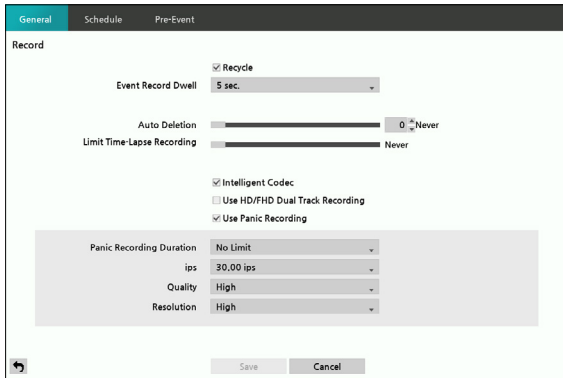 General Schedule Pre-Event
Record
Recycle
Event Record Dwell 5 sec.
Auto Deletion 0 Never
Limit Time-Lapse Recording Never
Intelligent Codec
Use HD/FHD Dual Track Recording
Use Panic Recording
Panic Recording Duration No Limit
ips 30.00 ips
Quality High
Resolution High
Save Cancel